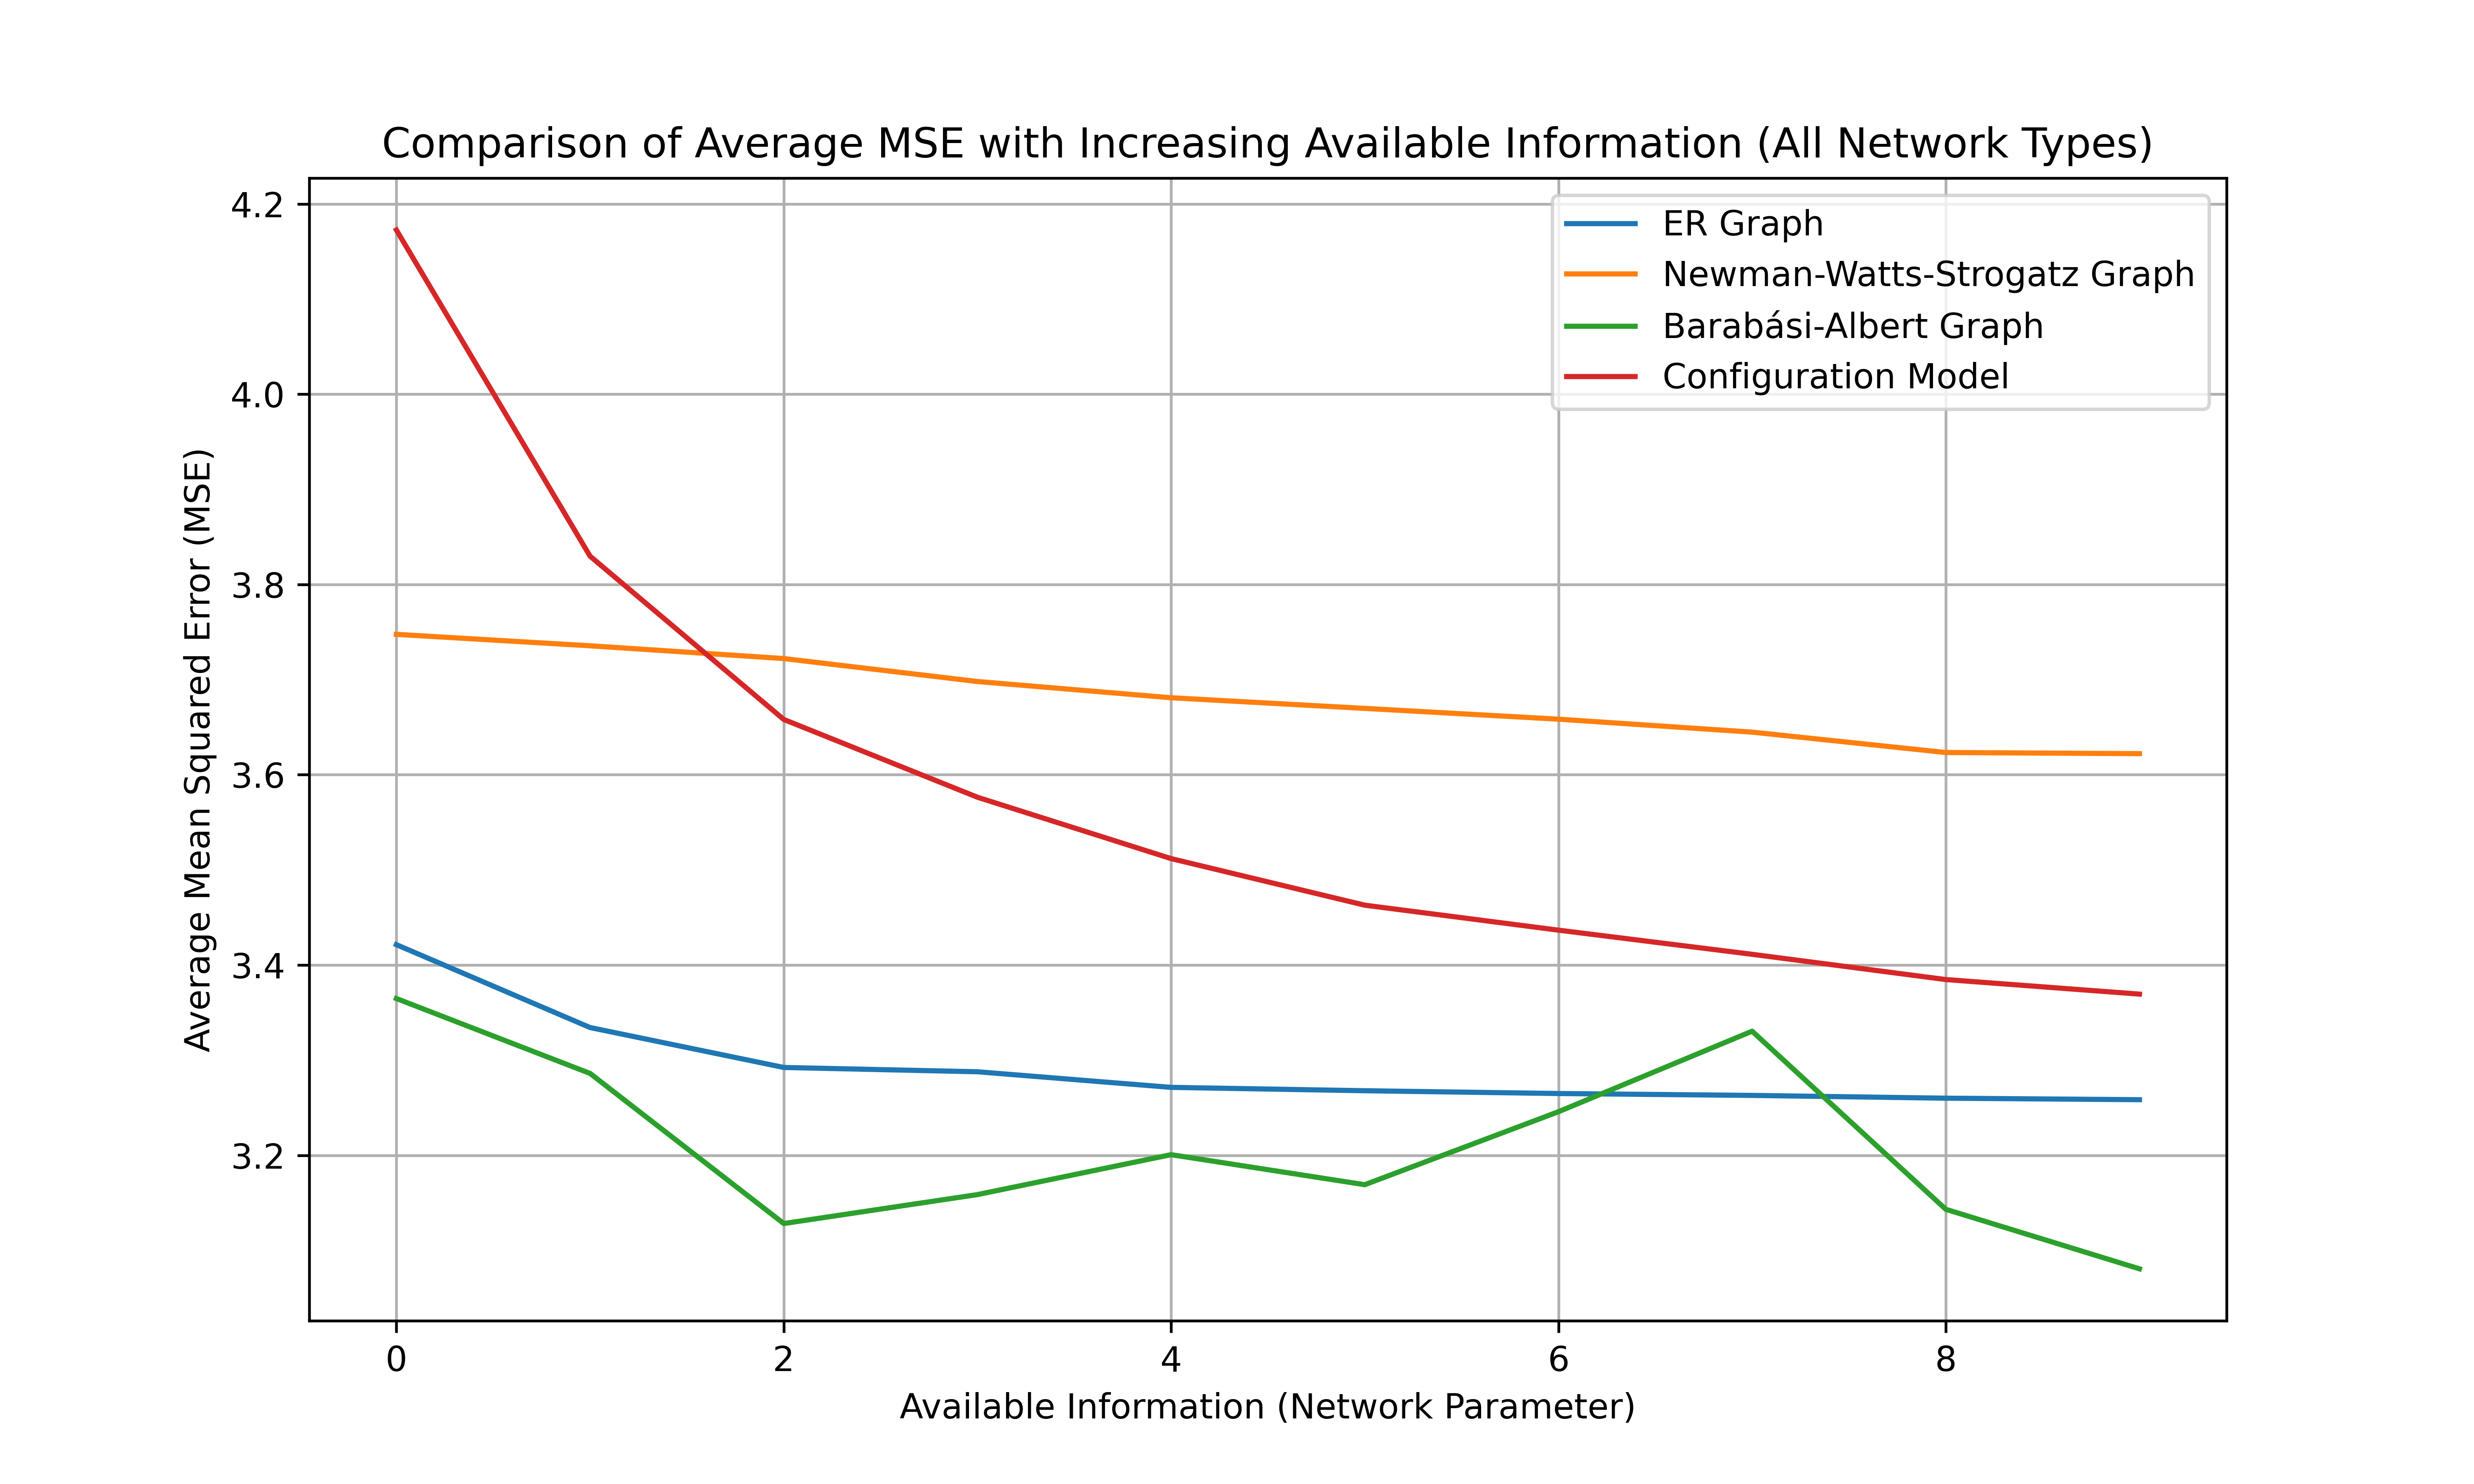 Comparison of Average MSE with Increasing Available Information (All Network Types)
ER Graph
Newman-Watts-Strogatz Graph
Barabási-Albert Graph
Configuration Model
Average Mean Squared Error (MSE)
4.2
4.0
3.8
3.6
3.4
3.2
0 2 4 6 8
Available Information (Network Parameter)